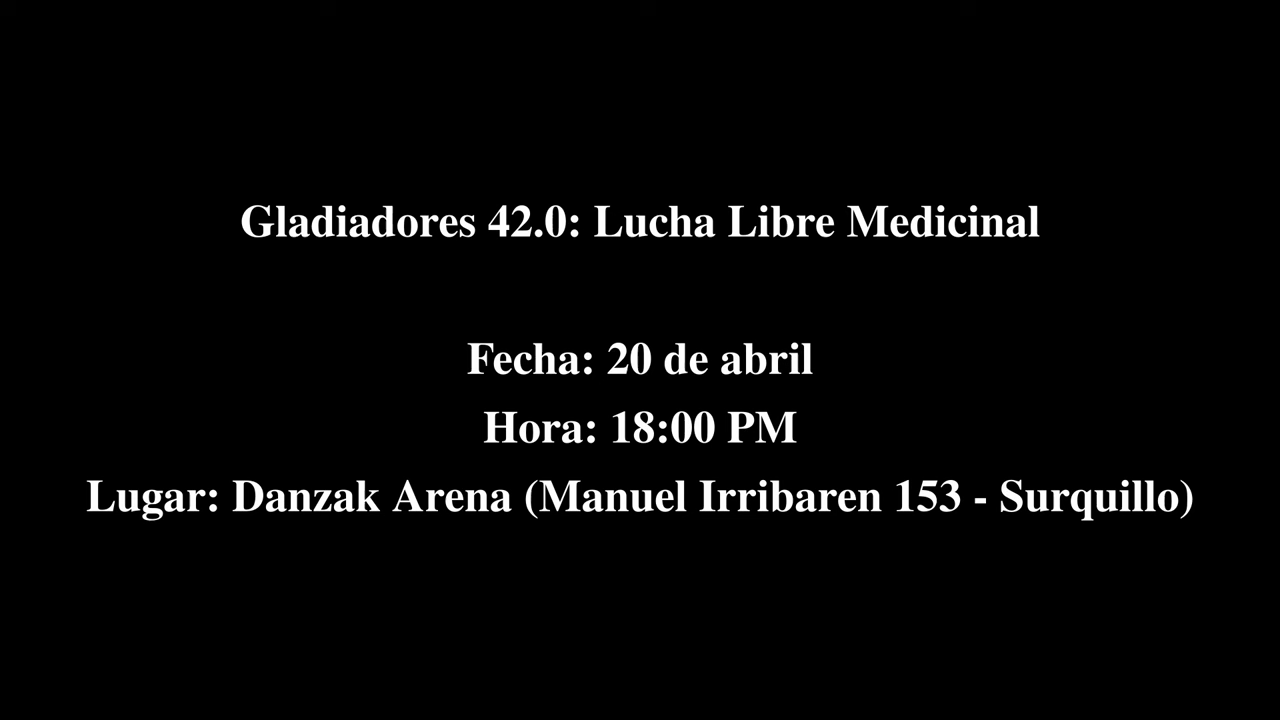 Gladiadores 42.0: Lucha Libre Medicinal
Fecha: 20 de abril
Hora: 18:00 PM
Lugar: Danzak Arena (Manuel Irribaren 153 - Surquillo)